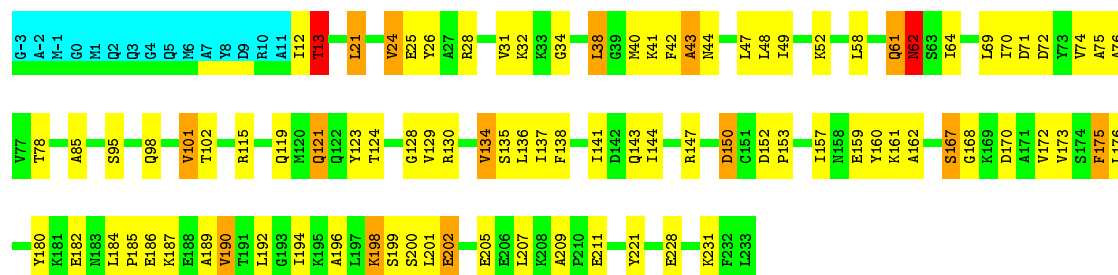 G-3 A-2 M-1 G0 M1 Q2 Q3 G4 Q5 M6 A7 Y8 D9 R10 A11 I12 T13 L21 V24 E25 Y26 A27 R28 V31 K32 K33 G34 L38 G39 M40 K41 F42 A43 N44 L47 L48 I49 K52 L58 Q61 N62 S63 I64 L69 I70 D71 D72 Y73 V74 A75 A76
V77 T78 A85 S95 Q98 V101 T102 R115 Q119 M120 Q121 Q122 Y123 T124 G128 V129 R130 V134 S135 L136 I137 F138 I141 D142 Q143 I144 R147 D150 C151 D152 P153 I157 N158 E159 Y160 K161 A162 S167 G168 K169 D170 A171 V172 V173 S174 F175
Y180 K181 E182 N183 L184 P185 E186 K187 E188 A189 V190 T191 L192 G193 I194 K195 A196 L197 K198 S199 S200 L201 E202 E205 E206 L207 K208 A209 P210 E211 Y221 E228 K231 F232 L233